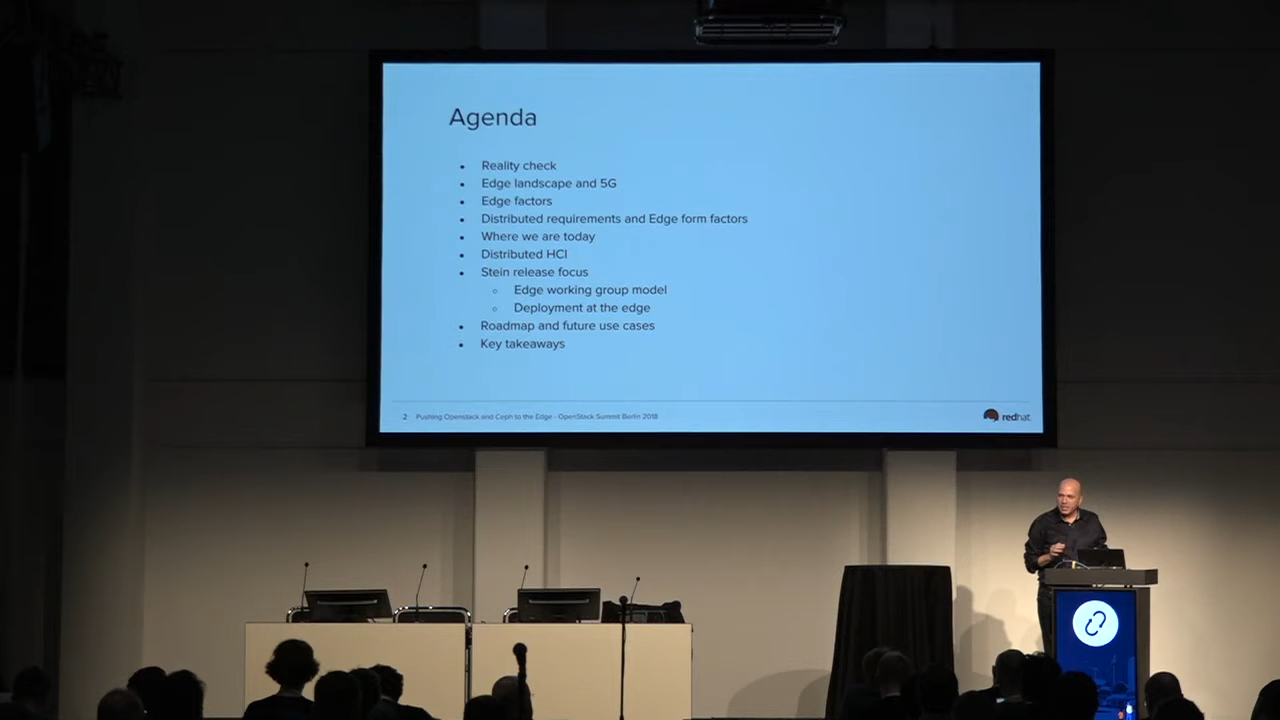 Agenda
• Reality check
• Edge landscape and 5G
• Edge factors
• Distributed requirements and Edge form factors
• Where we are today
• Distributed HCI
• Stein release focus
○ Edge working group model
○ Deployment at the edge
• Roadmap and future use cases
• Key takeaways
2 Pushing Openstack and Ceph to the Edge - OpenStack Summit Berlin 2018
redhat.